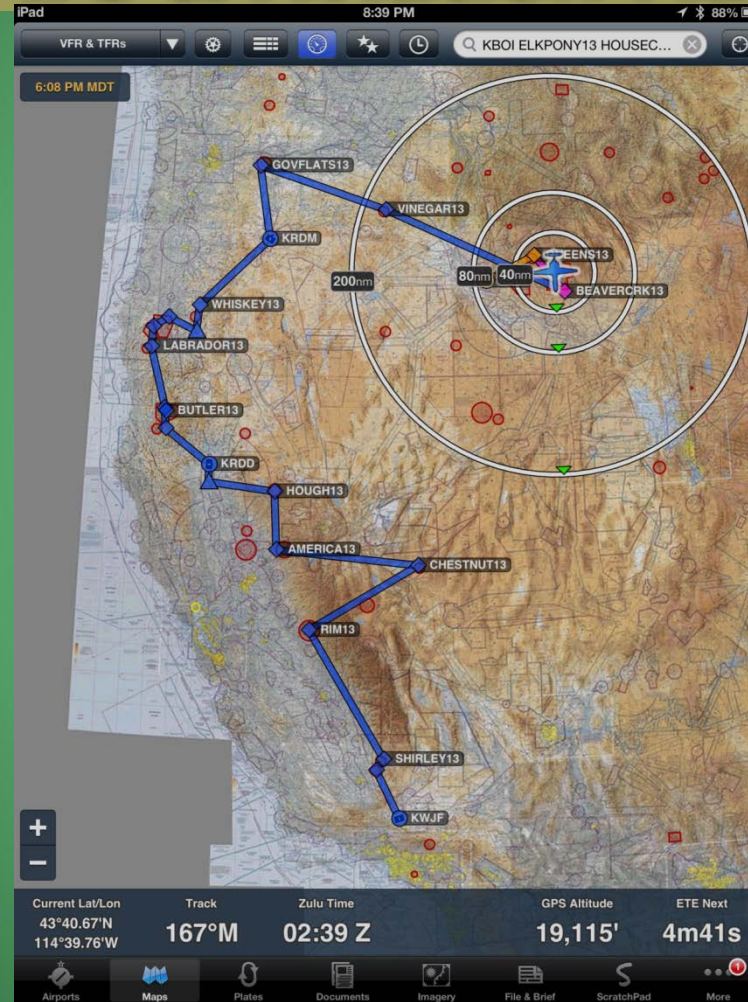 iPad
8:39 PM
88%
VFR & TFRs
KBOI ELKPONY13 HOUSEC...
6:08 PM MDT
GOVFLATS13
VINEGAR13
KRDM
EENS13
200nm
80nm
40nm
BEAVERCRK13
WHISKEY13
LABRADOR13
BUTLER13
KRDD
HOUGH13
AMERICA13
CHESTNUT13
RIM13
SHIRLEY13
KWJF
+
−
Current Lat/Lon
Track
Zulu Time
GPS Altitude
ETE Next
43°40.67'N
114°39.76'W
167°M
02:39 Z
19,115'
4m41s
Airports
Maps
Plates
Documents
Imagery
File & Brief
ScratchPad
More
1